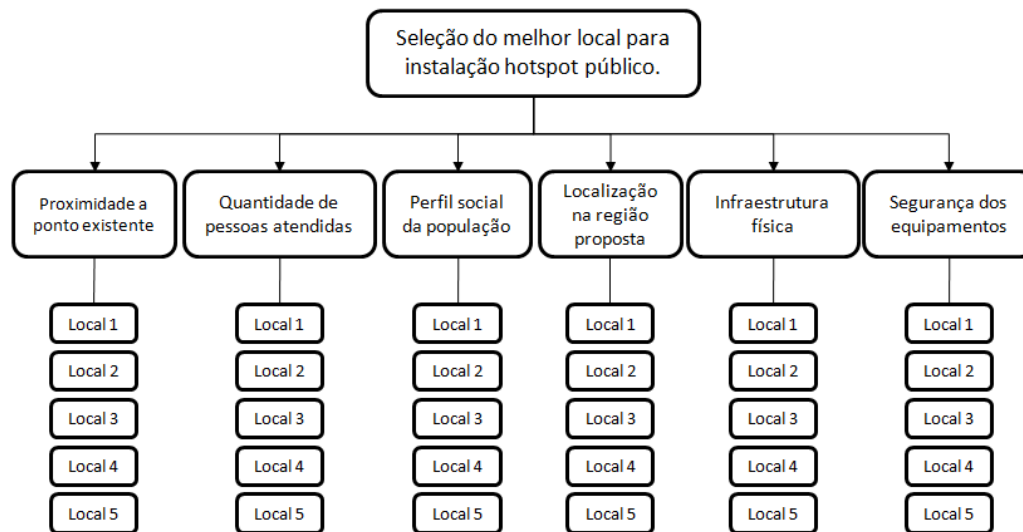 Seleção do melhor local para
instalação hotspot público.
Proximidade a
ponto existente
Quantidade de
pessoas atendidas
Perfil social
da população
Localização
na região
proposta
Infraestrutura
física
Segurança dos
equipamentos
Local 1
Local 1
Local 1
Local 1
Local 1
Local 1
Local 2
Local 2
Local 2
Local 2
Local 2
Local 2
Local 3
Local 3
Local 3
Local 3
Local 3
Local 3
Local 4
Local 4
Local 4
Local 4
Local 4
Local 4
Local 5
Local 5
Local 5
Local 5
Local 5
Local 5